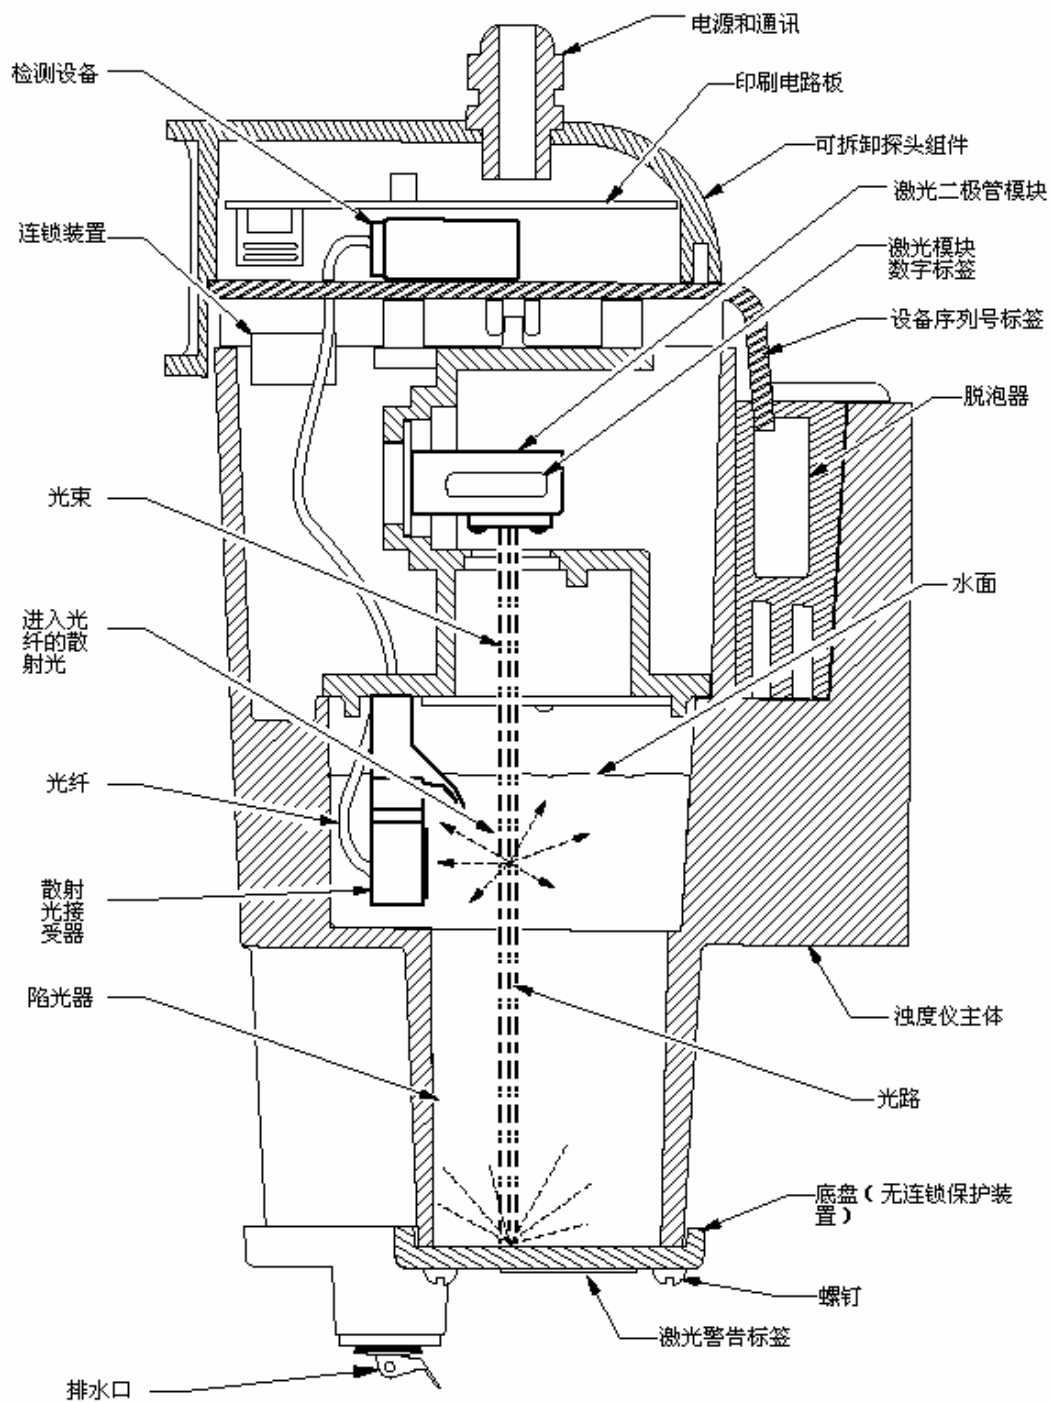 电源和通讯
检测设备
印刷电路板
可拆卸探头组件
激光二极管模块
连锁装置
激光模块
数字标签
设备序列号标签
脱泡器
光束
水面
进入光
纤的散
射光
光纤
散射
光接
受器
陷光器
浊度仪主体
光路
底盘（无连锁保护装
置）
螺钉
激光警告标签
排水口